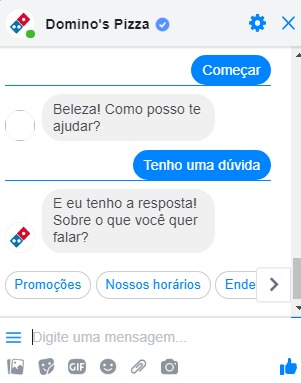 Domino's Pizza
Começar
Beleza! Como posso te
ajudar?
Tenho uma dúvida
E eu tenho a resposta!
Sobre o que você quer
falar?
Promoções
Nossos horários
Ende
Digite uma mensagem...
GIF